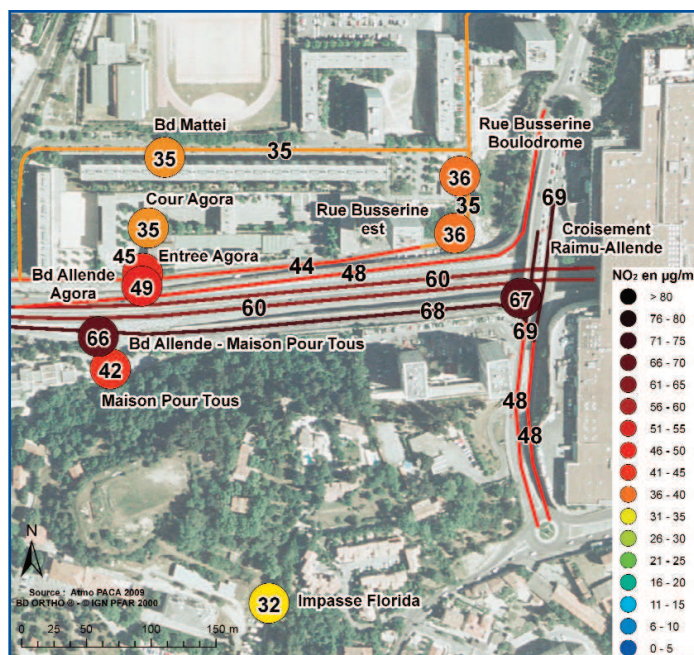 Bd Mattei
35
35
Rue Busserine
Boulodrome
36
69
Cour Agora
35
Rue Busserine
est
35
36
Croisement
Raimu-Allende
45
Entree Agora
Bd Allende
Agora
49
44
48
60
60
68
67
66
Bd Allende - Maison Pour Tous
69
42
Maison Pour Tous
48
48
NO₂ en µg/m
> 80
76 - 80
71 - 75
66 - 70
61 - 65
56 - 60
51 - 55
46 - 50
41 - 45
36 - 40
31 - 35
26 - 30
21 - 25
16 - 20
11 - 15
6 - 10
0 - 5
N
Source : Atmo PACA 2009
BD ORTHO ® - © IGN PFAR 2000
32
Impasse Florida
0 25 50 100 150 m